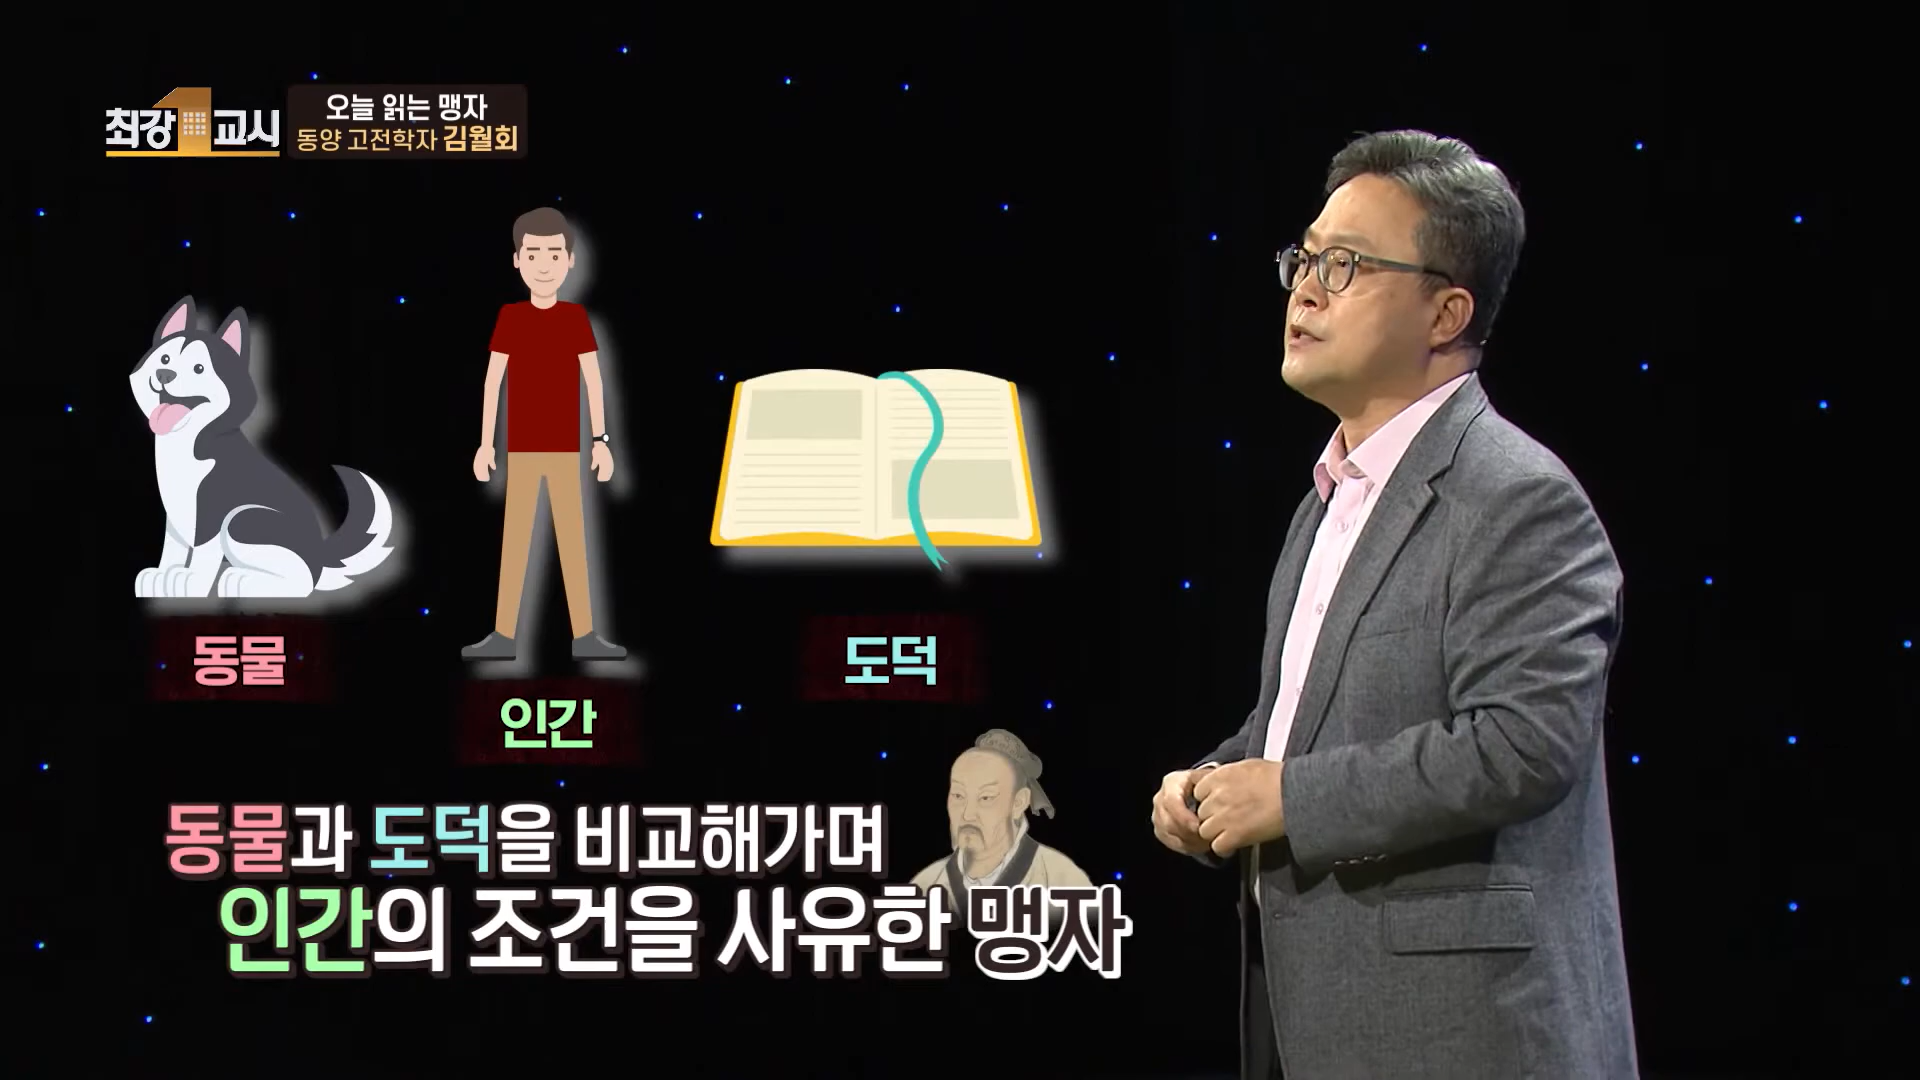 최강1교시
오늘 읽는 맹자
동양 고전학자 김월회
동물
인간
도덕
동물과 도덕을 비교해가며
인간의 조건을 사유한 맹자